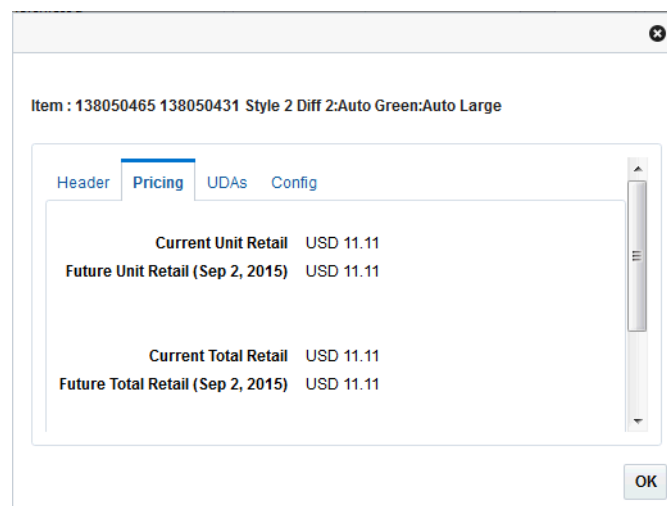 Item : 138050465 138050431 Style 2 Diff 2:Auto Green:Auto Large
Header Pricing UDAs Config
Current Unit Retail USD 11.11
Future Unit Retail (Sep 2, 2015) USD 11.11
Current Total Retail USD 11.11
Future Total Retail (Sep 2, 2015) USD 11.11
OK